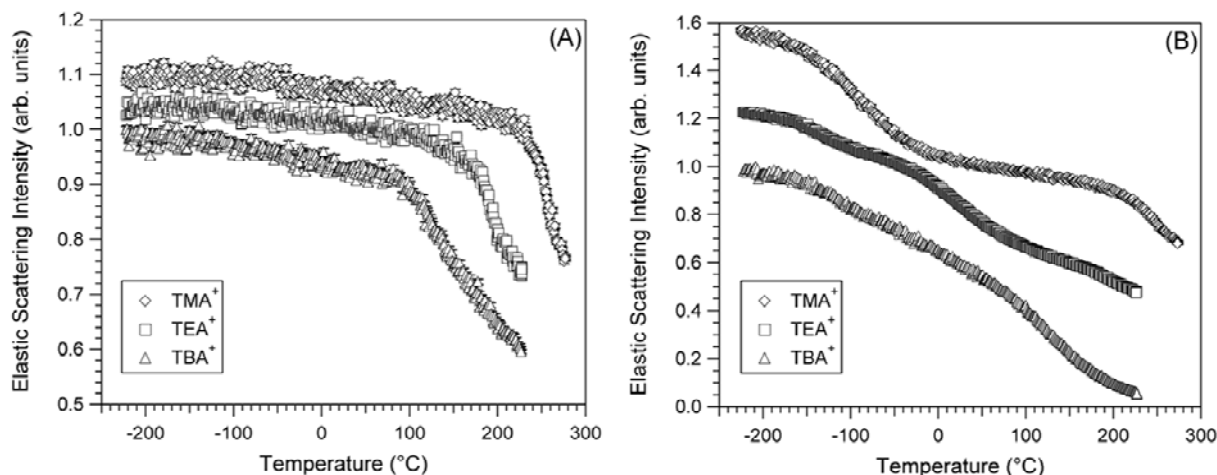 (A)
Elastic Scattering Intensity (arb. units)
1.2
1.1
1.0
0.9
0.8
0.7
0.6
0.5
TMA⁺
TEA⁺
TBA⁺
-200 -100 0 100 200 300
Temperature (°C)
(B)
Elastic Scattering Intensity (arb. units)
1.6
1.4
1.2
1.0
0.8
0.6
0.4
0.2
0.0
TMA⁺
TEA⁺
TBA⁺
-200 -100 0 100 200 300
Temperature (°C)